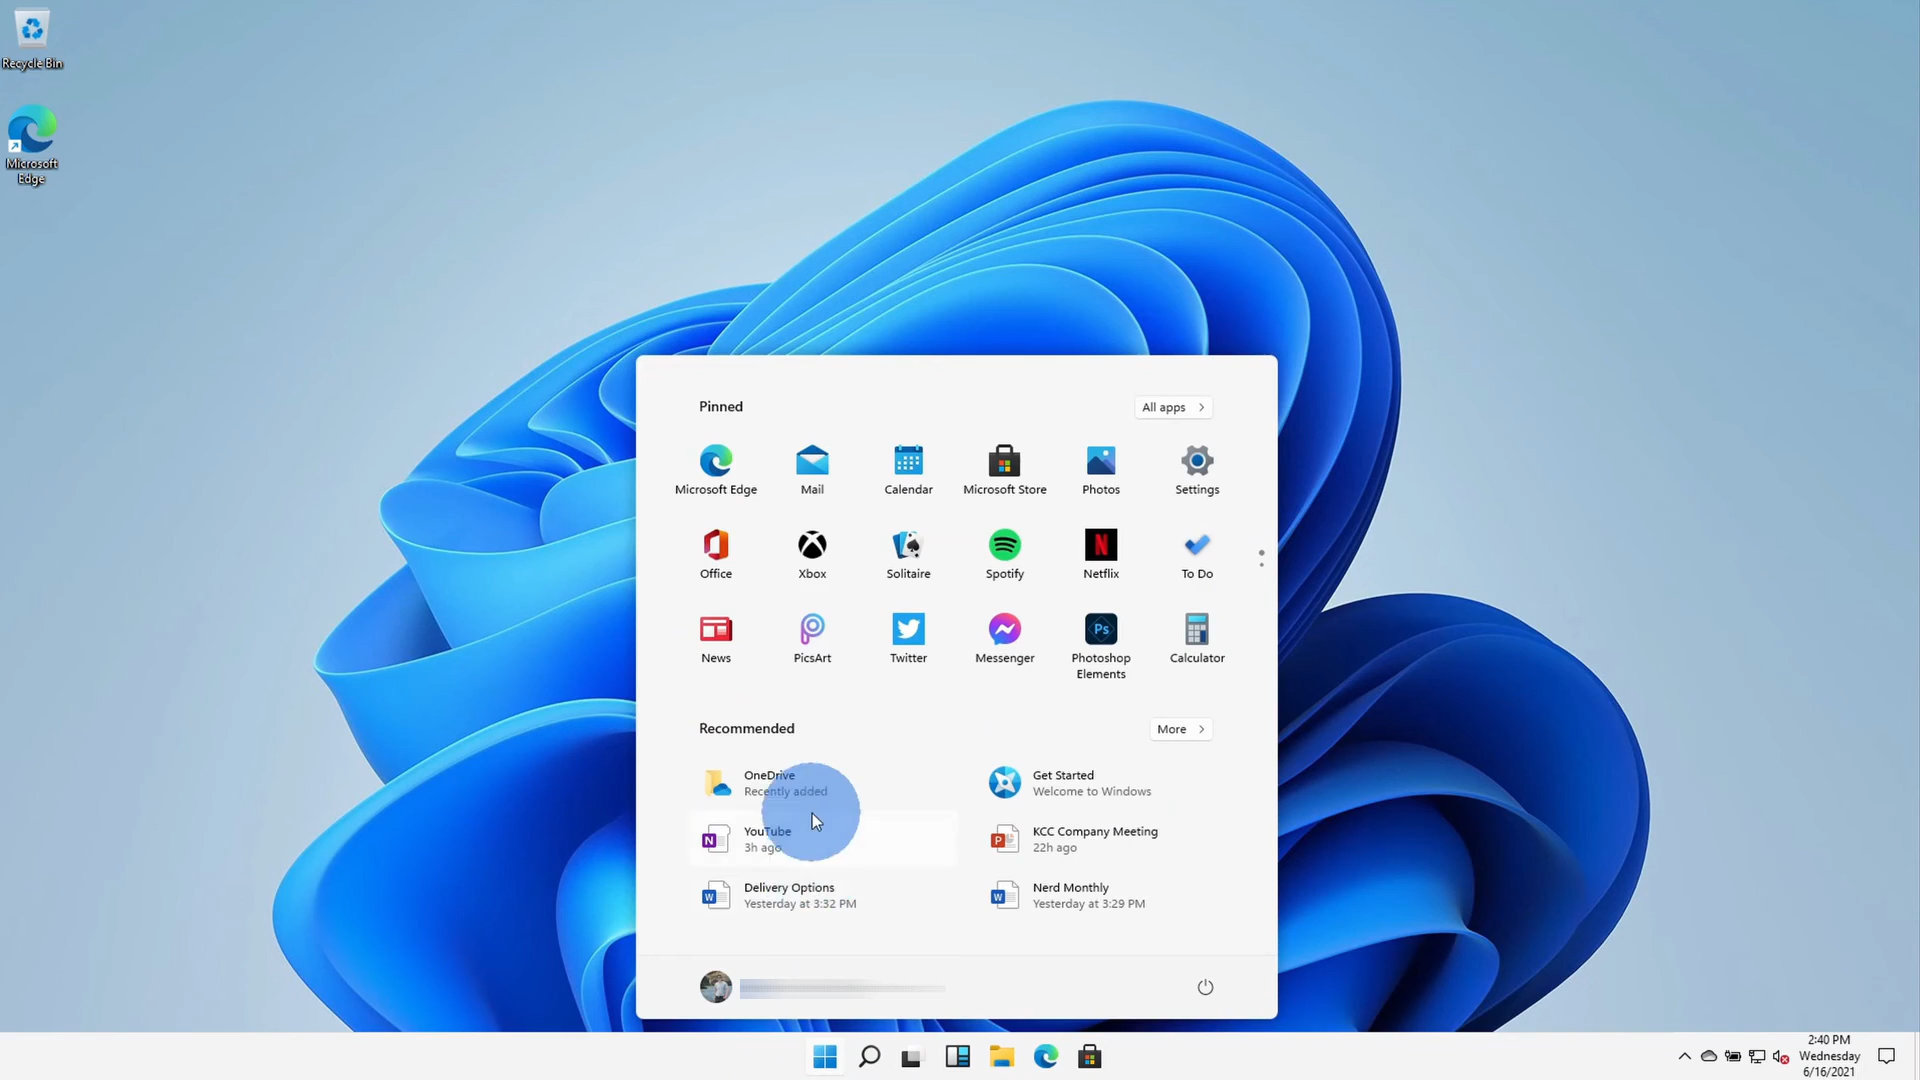 Recycle Bin
Microsoft
Edge
Pinned
All apps
Microsoft Edge
Mail
Calendar
Microsoft Store
Photos
Settings
Office
Xbox
Solitaire
Spotify
Netflix
To Do
News
PicsArt
Twitter
Messenger
Photoshop
Elements
Calculator
Recommended
More
OneDrive
Recently added
Get Started
Welcome to Windows
YouTube
3h ago
KCC Company Meeting
22h ago
Delivery Options
Yesterday at 3:32 PM
Nerd Monthly
Yesterday at 3:29 PM
2:40 PM
Wednesday
6/16/2021